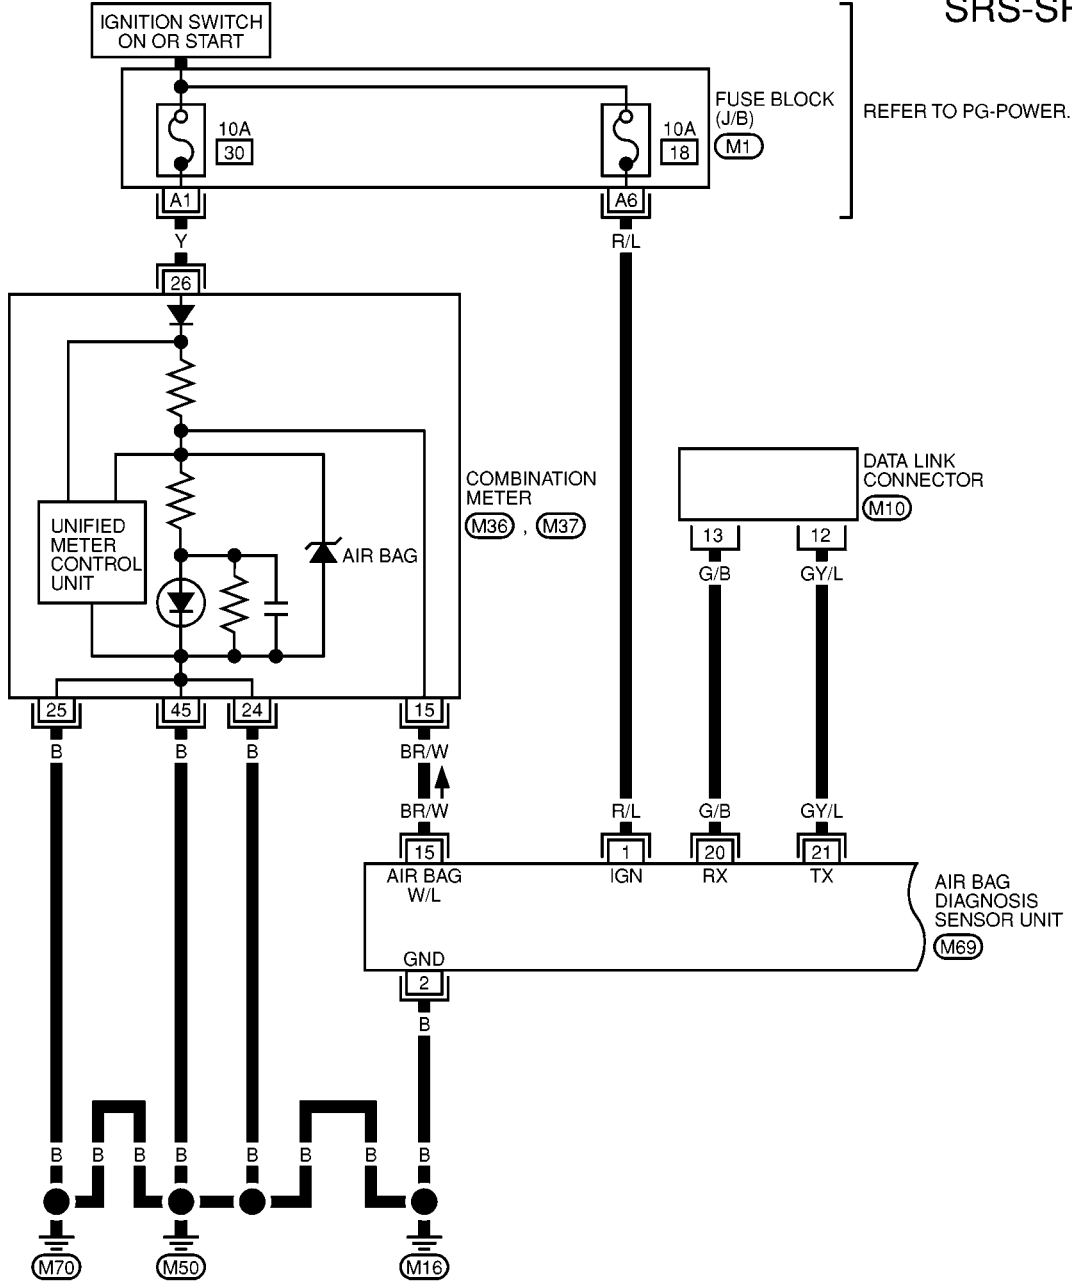 SRS-SR
IGNITION SWITCH
ON OR START
FUSE BLOCK
(J/B)
M1
REFER TO PG-POWER.
10A
30
10A
18
A1
A6
Y
R/L
26
COMBINATION
METER
M36 , M37
DATA LINK
CONNECTOR
M10
UNIFIED
METER
CONTROL
UNIT
AIR BAG
13
12
G/B
GY/L
25
45
24
15
B
B
B
BR/W
BR/W
R/L
G/B
GY/L
15
1
20
21
AIR BAG
W/L
IGN
RX
TX
AIR BAG
DIAGNOSIS
SENSOR UNIT
M69
GND
2
B
B
B
B
B
B
B
B
B
M70
M50
M16